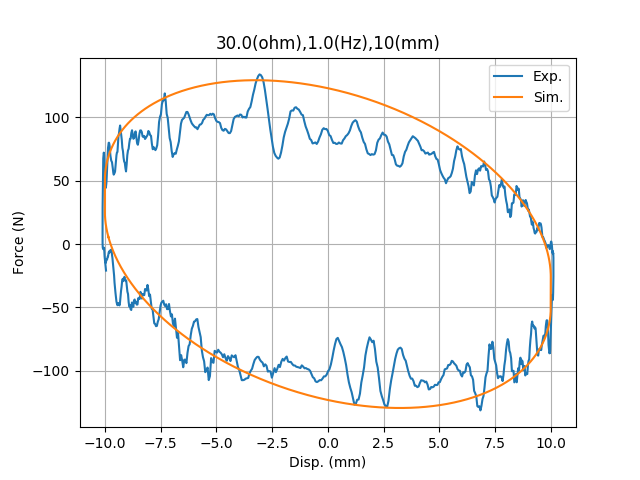 30.0(ohm),1.0(Hz),10(mm)
Exp.
Sim.
Force (N)
100
50
0
−50
−100
−10.0 −7.5 −5.0 −2.5 0.0 2.5 5.0 7.5 10.0
Disp. (mm)